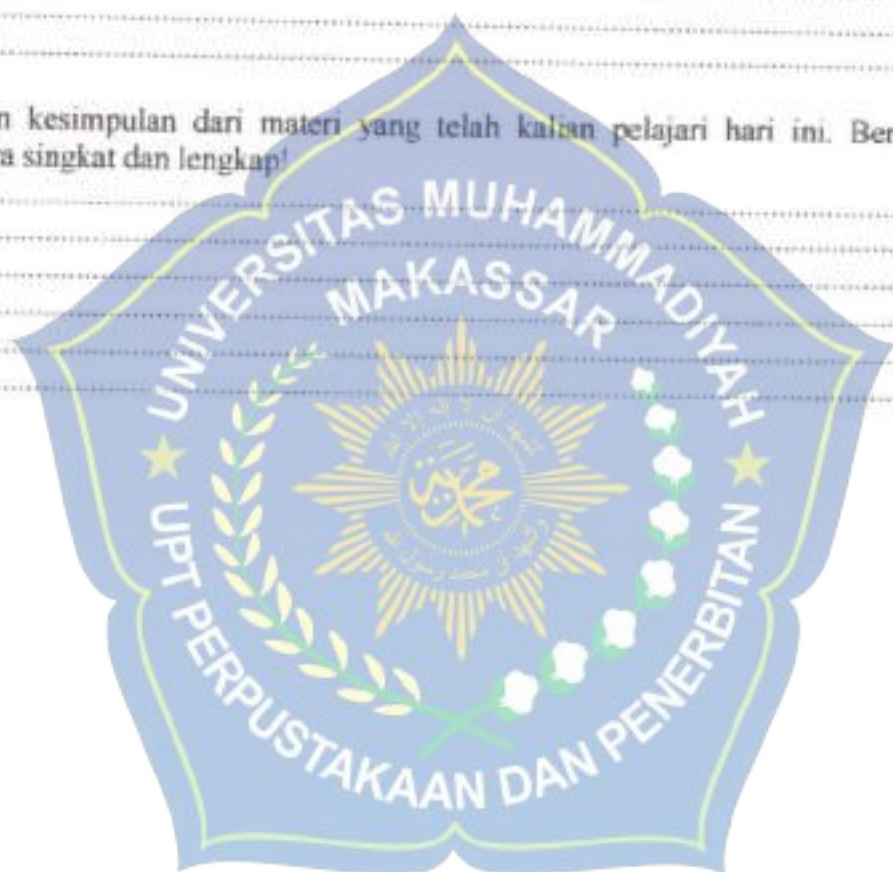 n kesimpulan dari materi yang telah kalian pelajari hari ini. Ber
a singkat dan lengkap!
UNIVERSITAS MUHAMMADIYAH
MAKASSAR
محمدية
UPT PERPUSTAKAAN DAN PENERBITAN